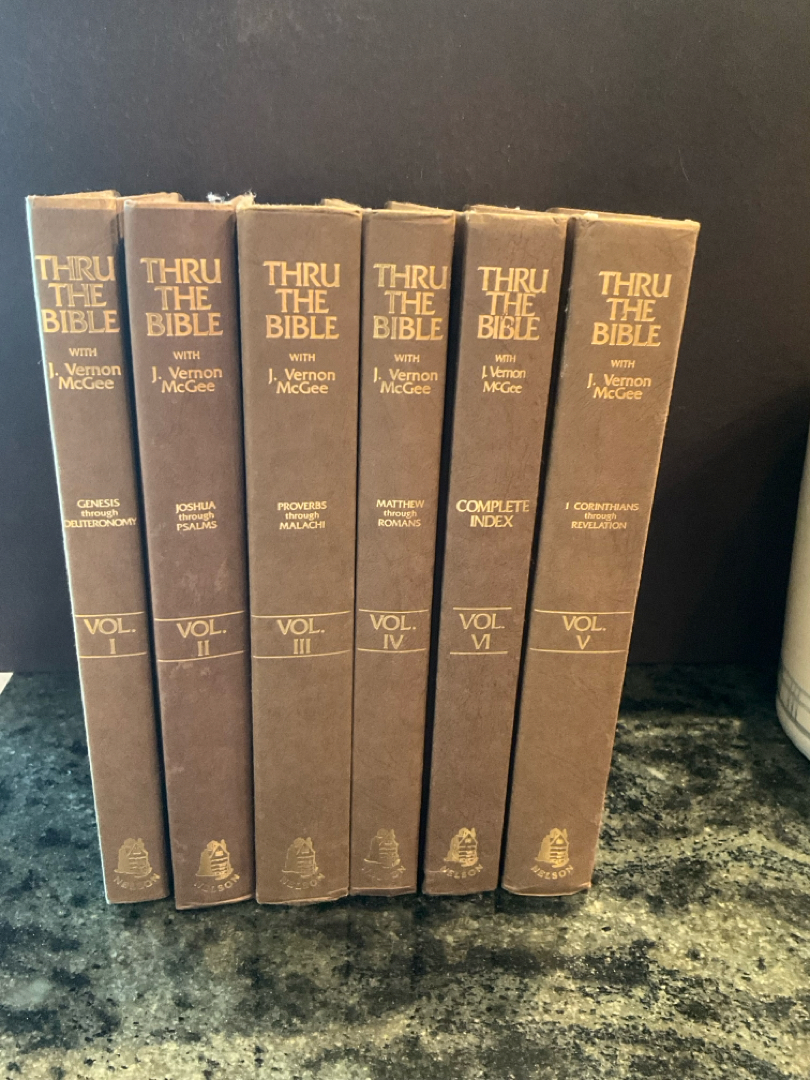 THRU
THE
BIBLE
WITH
J. Vernon
McGee
GENESIS
through
DEUTERONOMY
VOL.
I
NELSON
THRU
THE
BIBLE
WITH
J. Vernon
McGee
JOSHUA
through
PSALMS
VOL.
II
NELSON
THRU
THE
BIBLE
WITH
J. Vernon
McGee
PROVERBS
through
MALACHI
VOL.
III
NELSON
THRU
THE
BIBLE
WITH
J. Vernon
McGee
MATTHEW
through
ROMANS
VOL.
IV
NELSON
THRU
THE
BIBLE
WITH
J. Vernon
McGee
COMPLETE
INDEX
VOL.
VI
NELSON
THRU
THE
BIBLE
WITH
J. Vernon
McGee
I CORINTHIANS
through
REVELATION
VOL.
V
NELSON